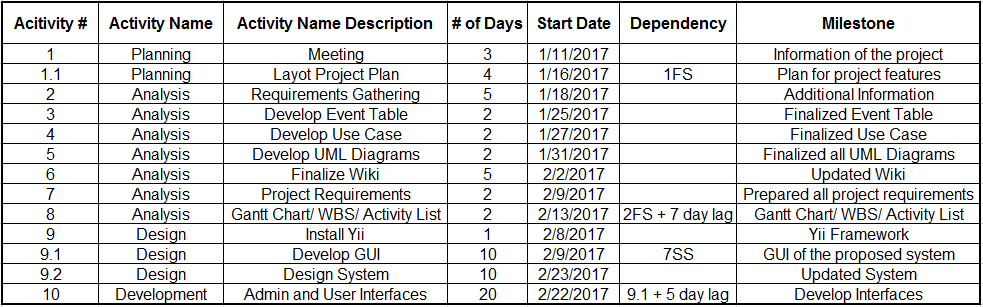 Acitivity # Activity Name Activity Name Description # of Days Start Date Dependency Milestone
1 Planning Meeting 3 1/11/2017 Information of the project
1.1 Planning Layot Project Plan 4 1/16/2017 1FS Plan for project features
2 Analysis Requirements Gathering 5 1/18/2017 Additional Information
3 Analysis Develop Event Table 2 1/25/2017 Finalized Event Table
4 Analysis Develop Use Case 2 1/27/2017 Finalized Use Case
5 Analysis Develop UML Diagrams 2 1/31/2017 Finalized all UML Diagrams
6 Analysis Finalize Wiki 5 2/2/2017 Updated Wiki
7 Analysis Project Requirements 2 2/9/2017 Prepared all project requirements
8 Analysis Gantt Chart/ WBS/ Activity List 2 2/13/2017 2FS + 7 day lag Gantt Chart/ WBS/ Activity List
9 Design Install Yii 1 2/8/2017 Yii Framework
9.1 Design Develop GUI 10 2/9/2017 7SS GUI of the proposed system
9.2 Design Design System 10 2/23/2017 Updated System
10 Development Admin and User Interfaces 20 2/22/2017 9.1 + 5 day lag Develop Interfaces